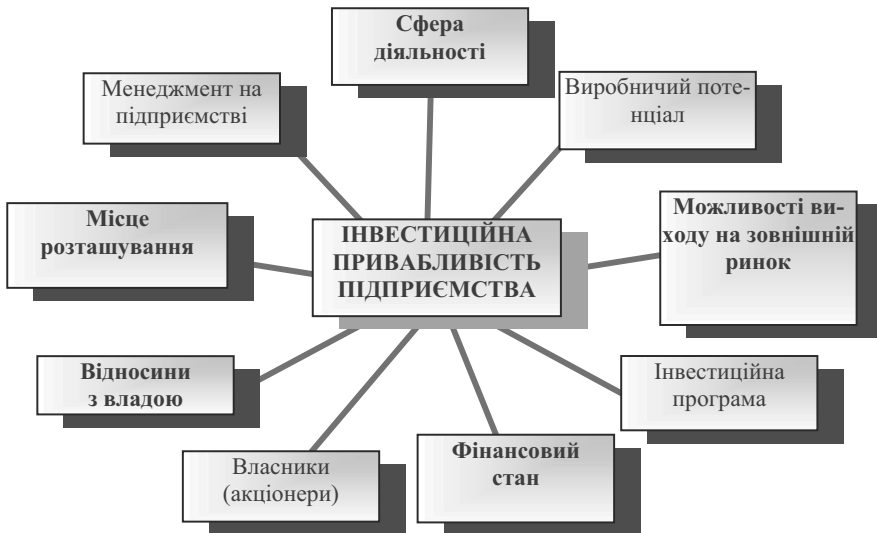 Сфера
діяльності
Менеджмент на
підприємстві
Виробничий поте-
нціал
Місце
розташування
ІНВЕСТИЦІЙНА
ПРИВАБЛИВІСТЬ
ПІДПРИЄМСТВА
Можливості ви-
ходу на зовнішній
ринок
Відносини
з владою
Інвестиційна
програма
Власники
(акціонери)
Фінансовий
стан